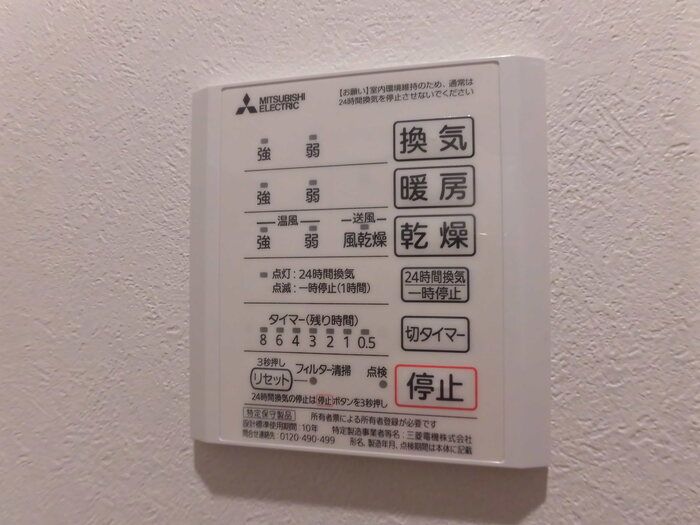 MITSUBISHI
ELECTRIC
【お願い】室内環境維持のため、通常は
24時間換気を停止させないでください
強 弱 換気
強 弱 暖房
温風 送風
強 弱 風乾燥 乾燥
点灯：24時間換気
点滅：一時停止(1時間)
24時間換気
一時停止
タイマー(残り時間)
8 6 4 3 2 1 0.5
切タイマー
3秒押し
リセット フィルター清掃 点検
停止
24時間換気の停止は停止ボタンを3秒押し
特定保守製品 所有者票による所有者登録が必要です
設計標準使用期間：10年 特定製造事業者等名：三菱電機株式会社
問合せ連絡先：0120-490-499 形名、製造年月、点検期間は本体に記載